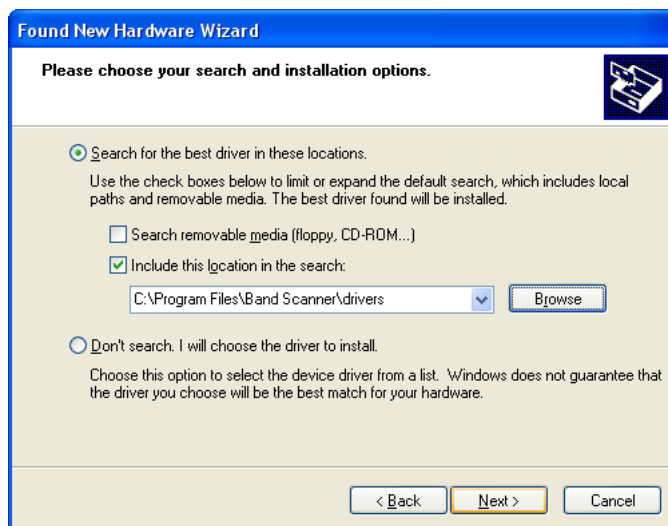 Found New Hardware Wizard
Please choose your search and installation options.
Search for the best driver in these locations.
Use the check boxes below to limit or expand the default search, which includes local
paths and removable media. The best driver found will be installed.
Search removable media (floppy, CD-ROM...)
Include this location in the search:
C:\Program Files\Band Scanner\drivers
Browse
Don't search. I will choose the driver to install.
Choose this option to select the device driver from a list. Windows does not guarantee that
the driver you choose will be the best match for your hardware.
< Back Next > Cancel